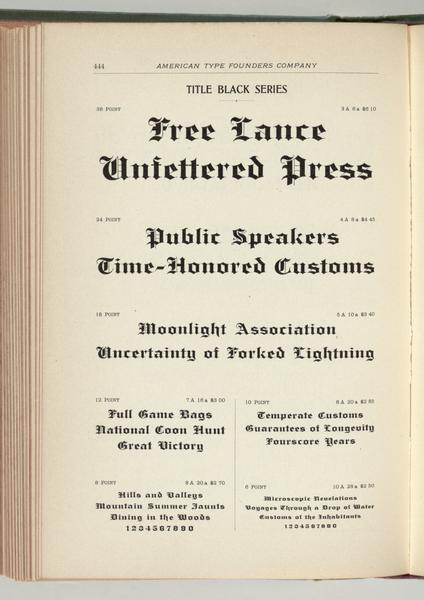 444
AMERICAN TYPE FOUNDERS COMPANY
TITLE BLACK SERIES
36 POINT
3 A 6 a $6 10
Free Lance
Unfettered Press
24 POINT
4 A 8 a $4 45
Public Speakers
Time-Honored Customs
18 POINT
5 A 10 a $3 40
Moonlight Association
Uncertainty of Forked Lightning
12 POINT
7 A 16 a $3 00
Full Game Bags
National Coon Hunt
Great Victory
10 POINT
8 A 20 a $2 85
Temperate Customs
Guarantees of Longevity
Fourscore Years
8 POINT
8 A 20 a $2 70
Hills and Valleys
Mountain Summer Jaunts
Dining in the Woods
1234567890
6 POINT
10 A 28 a $2 50
Microscopic Revelations
Voyages Through a Drop of Water
Customs of the Inhabitants
1234567890